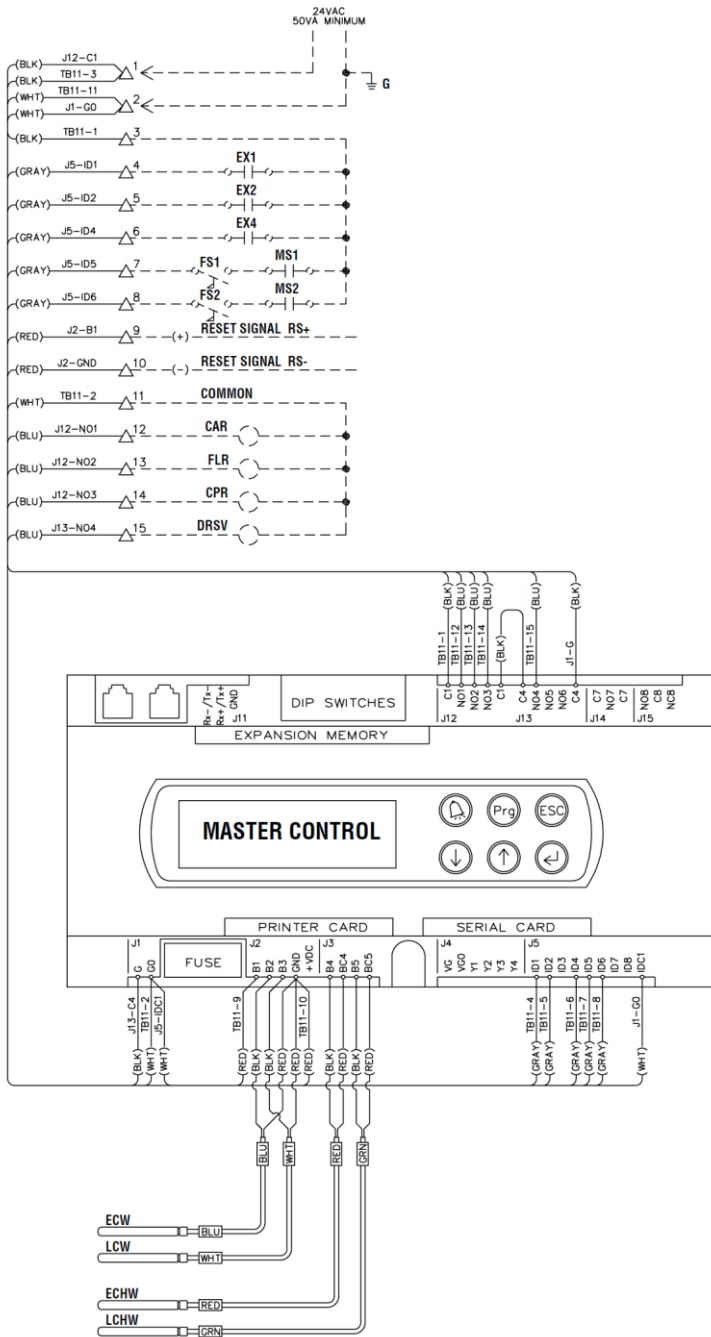 24VAC
50VA MINIMUM
(BLK) J12-C1 1
(BLK) TB11-3
G
(WHT) TB11-11 2
(WHT) J1-G0
(BLK) TB11-1 3
(GRAY) J5-ID1 4 EX1
(GRAY) J5-ID2 5 EX2
(GRAY) J5-ID4 6 EX4
(GRAY) J5-ID5 7 FS1 MS1
(GRAY) J5-ID6 8 FS2 MS2
(RED) J2-B1 9 (+) RESET SIGNAL RS+
(RED) J2-GND 10 (-) RESET SIGNAL RS-
(WHT) TB11-2 11 COMMON
(BLU) J12-NO1 12 CAR
(BLU) J12-NO2 13 FLR
(BLU) J12-NO3 14 CPR
(BLU) J13-NO4 15 DRSV
(BLK) (BLU) (BLU) (BLU) (BLK) (BLU) (BLK)
TB11-1 TB11-12 TB11-13 TB11-14 TB11-15 J1-G
Rx-/Tx- Rx+/Tx+ GND
C1 NO1 NO2 NO3 C1 C4 NO4 NO5 NO6 C4 C7 NO7 C7 NO8 C8 NC8
J11 DIP SWITCHES J12 J13 J14 J15
EXPANSION MEMORY
MASTER CONTROL
Prg ESC
PRINTER CARD SERIAL CARD
J1 J2 J3 J4 J5
FUSE
G G0 B1 B2 B3 GND +VDC B4 BC4 B5 BC5 VG VG0 Y1 Y2 Y3 Y4 ID1 ID2 ID3 ID4 ID5 ID6 ID7 ID8 IDC1
J13-C4 TB11-2 J5-IDC1 TB11-9 TB11-10 TB11-4 TB11-5 TB11-6 TB11-7 TB11-8 J1-G0
(BLK) (WHT) (WHT) (RED) (BLK) (BLK) (RED) (RED) (RED) (BLK) (RED) (BLK) (RED) (GRAY) (GRAY) (GRAY) (GRAY) (GRAY) (WHT)
BLU WHT RED GRN
ECW BLU
LCW WHT
ECHW RED
LCHW GRN